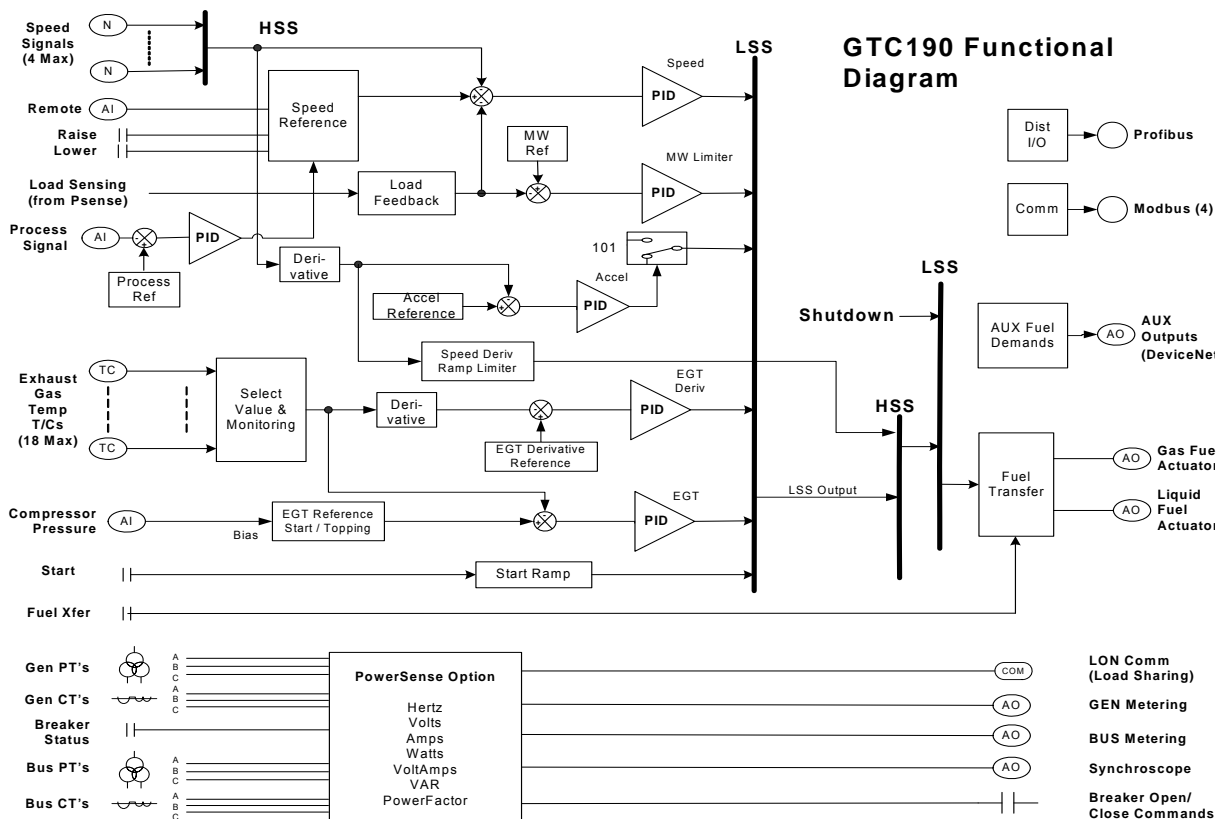 GTC190 Functional
Diagram
Speed
Signals
(4 Max)
N
N
HSS
Remote
AI
Raise
Lower
Speed
Reference
Load Sensing
(from Psense)
Load
Feedback
MW
Ref
Speed
PID
MW Limiter
PID
LSS
Process
Signal
AI
PID
Process
Ref
Deri-
vative
Accel
Reference
Accel
PID
101
Speed Deriv
Ramp Limiter
Exhaust
Gas
Temp
T/Cs
(18 Max)
TC
TC
Select
Value &
Monitoring
Deri-
vative
EGT Derivative
Reference
EGT
Deriv
PID
Compressor
Pressure
AI
Bias
EGT Reference
Start / Topping
EGT
PID
Start
Start Ramp
Fuel Xfer
LSS Output
HSS
Shutdown
LSS
Dist
I/O
Profibus
Comm
Modbus (4)
AUX Fuel
Demands
AO
AUX
Outputs
(DeviceNet
Fuel
Transfer
AO
Gas Fuel
Actuator
AO
Liquid
Fuel
Actuator
Gen PT's
A
B
C
Gen CT's
A
B
C
Breaker
Status
Bus PT's
A
B
C
Bus CT's
A
B
C
PowerSense Option
Hertz
Volts
Amps
Watts
VoltAmps
VAR
PowerFactor
COM
LON Comm
(Load Sharing)
AO
GEN Metering
AO
BUS Metering
AO
Synchroscope
Breaker Open/
Close Commands